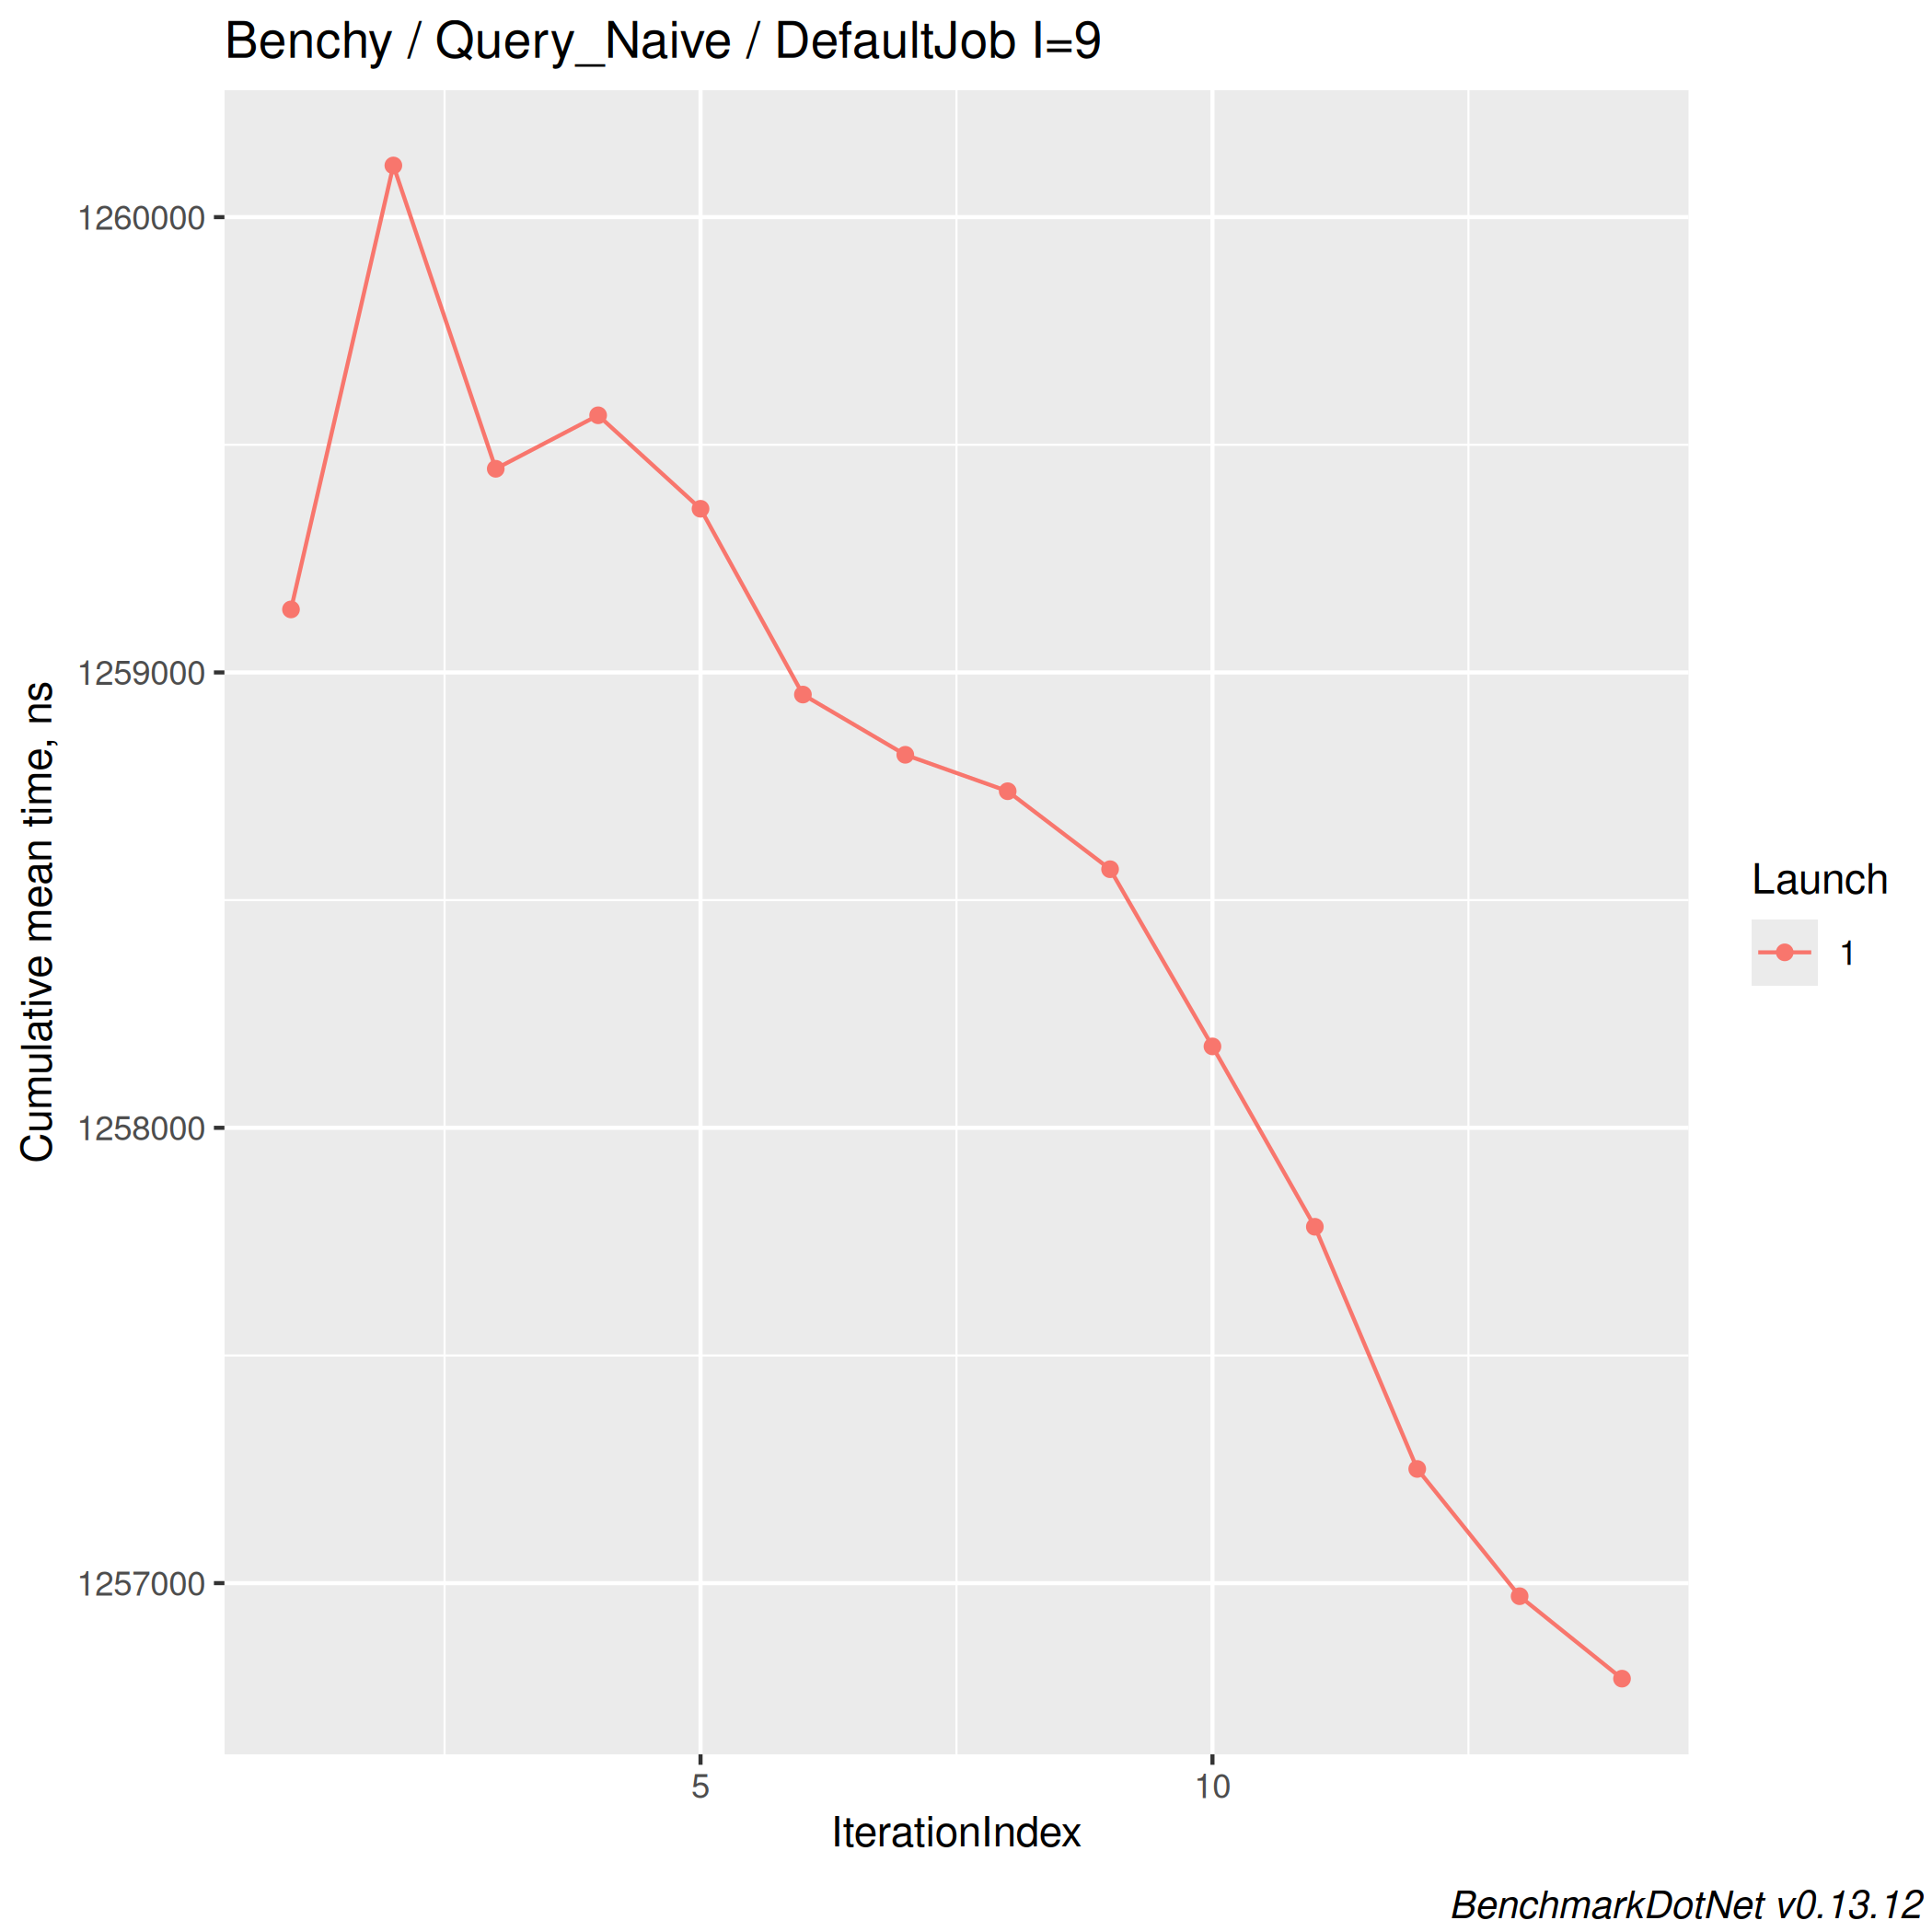 Benchy / Query_Naive / DefaultJob I=9
Cumulative mean time, ns
1260000
1259000
1258000
1257000
5
10
IterationIndex
Launch
1
BenchmarkDotNet v0.13.12